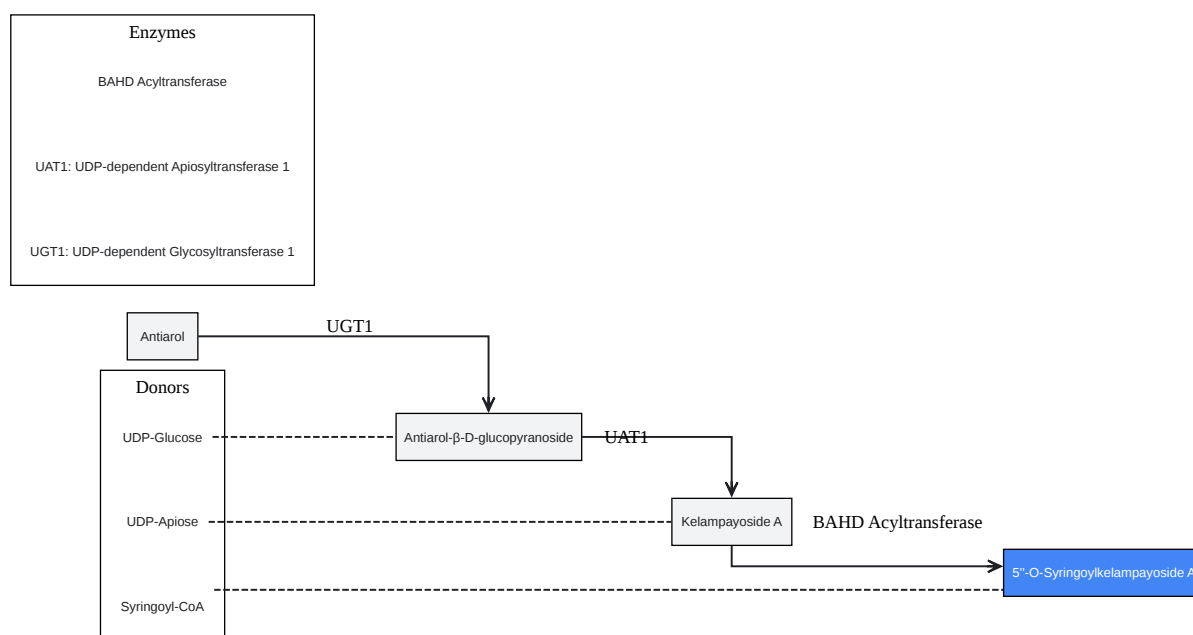 Enzymes
BAHD Acyltransferase
UAT1: UDP-dependent Apiosyltransferase 1
UGT1: UDP-dependent Glycosyltransferase 1
Antiarol
UGT1
Donors
UDP-Glucose
Antiarol-β-D-glucopyranoside
UAT1
UDP-Apiose
Kelampayoside A
BAHD Acyltransferase
5''-O-Syringoylkelampayoside A
Syringoyl-CoA